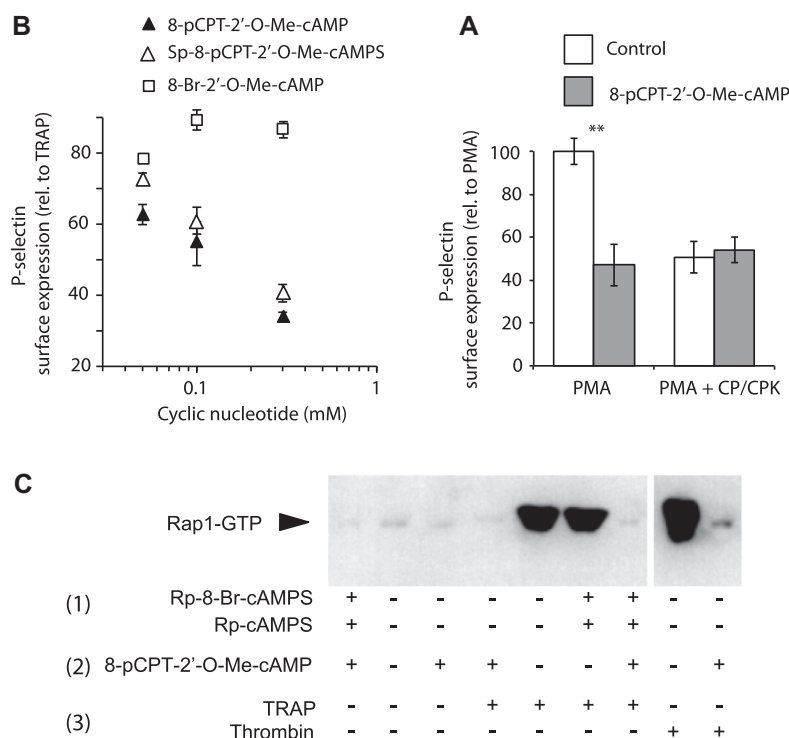 B
▲ 8-pCPT-2'-O-Me-cAMP
△ Sp-8-pCPT-2'-O-Me-cAMPS
□ 8-Br-2'-O-Me-cAMP
P-selectin
surface expression (rel. to TRAP)
80
60
40
20
0.1
1
Cyclic nucleotide (mM)
A
Control
8-pCPT-2'-O-Me-cAMP
P-selectin
surface expression (rel. to PMA)
**
100
80
60
40
20
0
PMA
PMA + CP/CPK
C
Rap1-GTP
(1)
Rp-8-Br-cAMPS + - - - - + + - -
Rp-cAMPS + - - - - + + - -
(2) 8-pCPT-2'-O-Me-cAMP + - + + - - + - +
(3)
TRAP - - - + + + + - -
Thrombin - - - - - - - + +